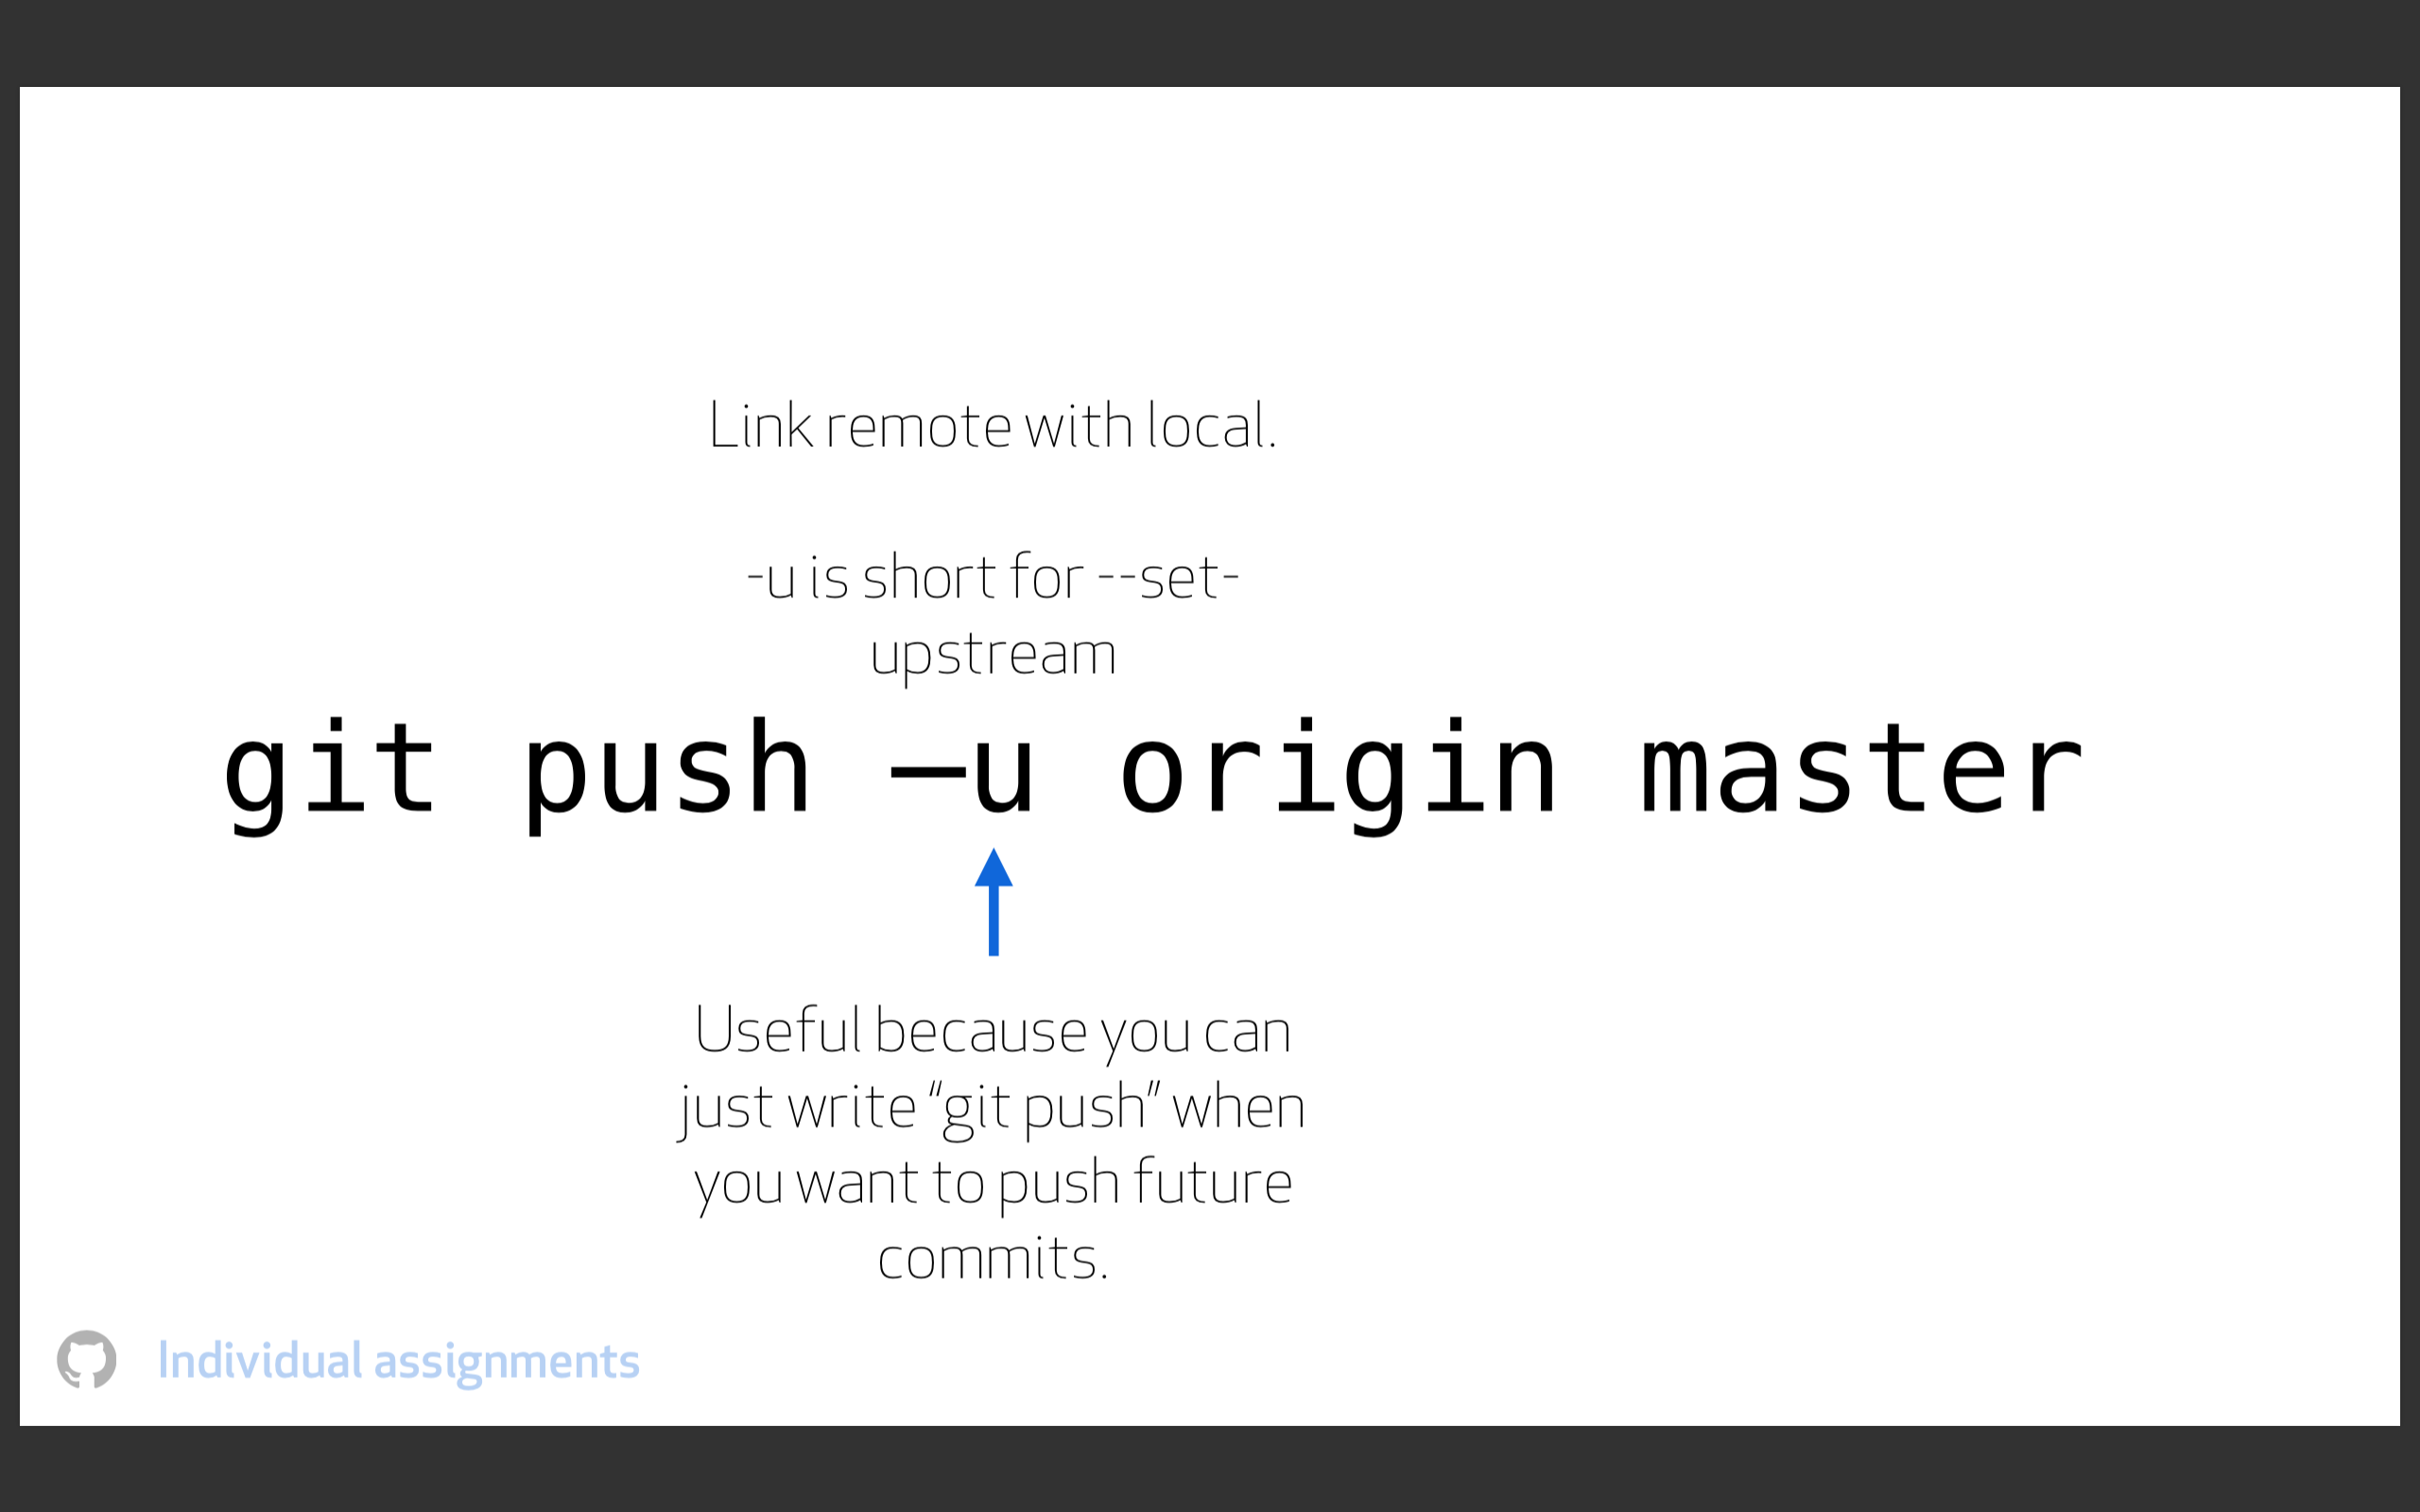 Link remote with local.
-u is short for --set-
upstream
git push –u origin master
Useful because you can
just write “git push” when
you want to push future
commits.
Individual assignments